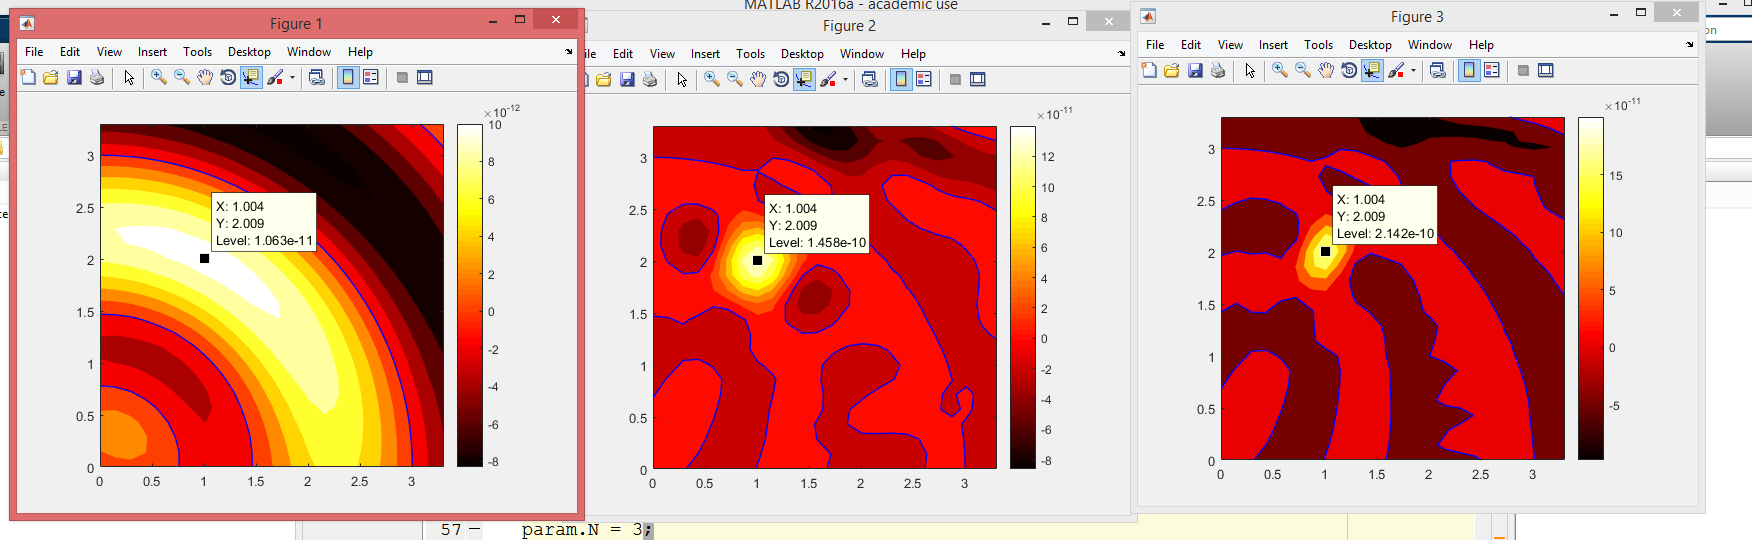 MATLAB R2016a - academic use
Figure 1
File Edit View Insert Tools Desktop Window Help
×10-12
10
8
6
4
2
0
-2
-4
-6
-8
3
2.5
2
1.5
1
0.5
0
0 0.5 1 1.5 2 2.5 3
X: 1.004
Y: 2.009
Level: 1.063e-11
Figure 2
Edit View Insert Tools Desktop Window Help
×10-11
12
10
8
6
4
2
0
-2
-4
-6
-8
3
2.5
2
1.5
1
0.5
0
0 0.5 1 1.5 2 2.5 3
X: 1.004
Y: 2.009
Level: 1.458e-10
Figure 3
File Edit View Insert Tools Desktop Window Help
×10-11
15
10
5
0
-5
3
2.5
2
1.5
1
0.5
0
0 0.5 1 1.5 2 2.5 3
X: 1.004
Y: 2.009
Level: 2.142e-10
57 – param.N = 3;